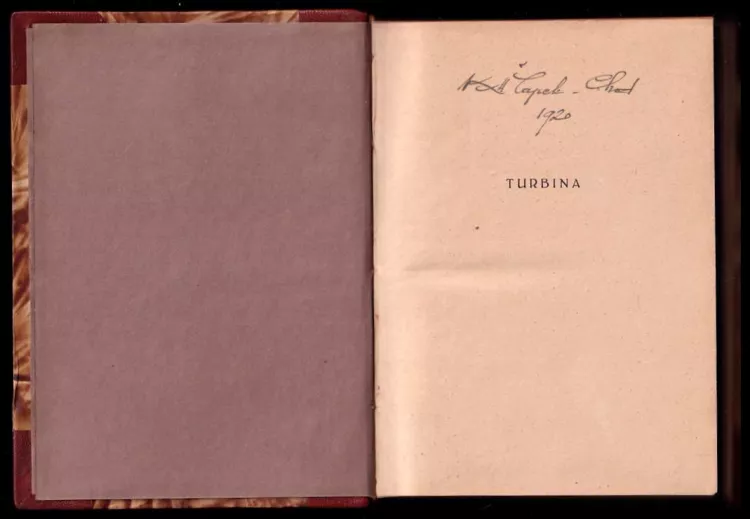 K M Čapek - Chod
1920
TURBINA